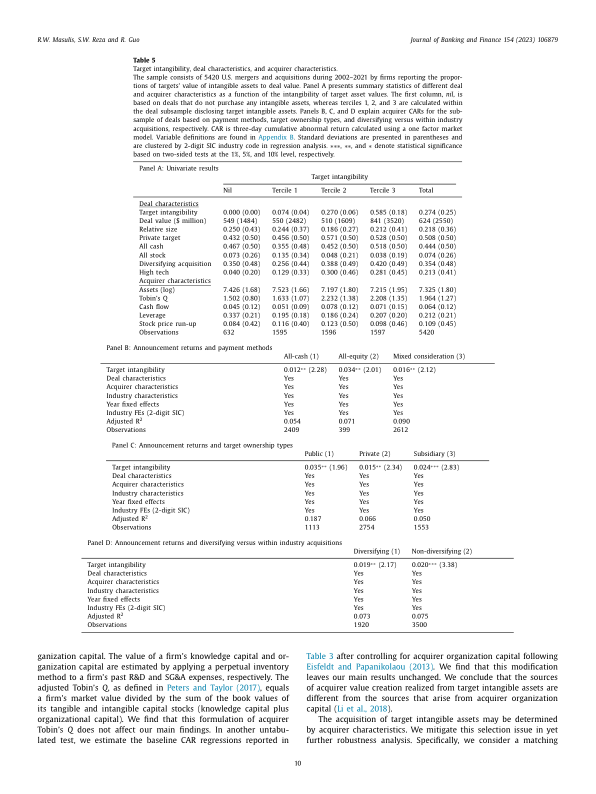 R.W. Masulis, S.W. Reza and R. Guo Journal of Banking and Finance 154 (2023) 106879
Table 5
Target intangibility, deal characteristics, and acquirer characteristics.
The sample consists of 5420 U.S. mergers and acquisitions during 2002–2021 by firms reporting the propor-
tions of targets' value of intangible assets to deal value. Panel A presents summary statistics of different deal
and acquirer characteristics as a function of the intangibility of target asset values. The first column, nil, is
based on deals that do not purchase any intangible assets, whereas terciles 1, 2, and 3 are calculated within
the deal subsample disclosing target intangible assets. Panels B, C, and D explain acquirer CARs for the sub-
sample of deals based on payment methods, target ownership types, and diversifying versus within industry
acquisitions, respectively. CAR is three-day cumulative abnormal return calculated using a one factor market
model. Variable definitions are found in Appendix B. Standard deviations are presented in parentheses and
are clustered by 2-digit SIC industry code in regression analysis. ∗∗∗, ∗∗, and ∗ denote statistical significance
based on two-sided tests at the 1%, 5%, and 10% level, respectively.
Panel A: Univariate results
Target intangibility
Nil Tercile 1 Tercile 2 Tercile 3 Total
Deal characteristics
Target intangibility 0.000 (0.00) 0.074 (0.04) 0.270 (0.06) 0.585 (0.18) 0.274 (0.25)
Deal value ($ million) 549 (1484) 550 (2482) 510 (1609) 841 (3520) 624 (2550)
Relative size 0.250 (0.43) 0.244 (0.37) 0.186 (0.27) 0.212 (0.41) 0.218 (0.36)
Private target 0.432 (0.50) 0.456 (0.50) 0.571 (0.50) 0.528 (0.50) 0.508 (0.50)
All cash 0.467 (0.50) 0.355 (0.48) 0.452 (0.50) 0.518 (0.50) 0.444 (0.50)
All stock 0.073 (0.26) 0.135 (0.34) 0.048 (0.21) 0.038 (0.19) 0.074 (0.26)
Diversifying acquisition 0.350 (0.48) 0.256 (0.44) 0.388 (0.49) 0.420 (0.49) 0.354 (0.48)
High tech 0.040 (0.20) 0.129 (0.33) 0.300 (0.46) 0.281 (0.45) 0.213 (0.41)
Acquirer characteristics
Assets (log) 7.426 (1.68) 7.523 (1.66) 7.197 (1.80) 7.215 (1.95) 7.325 (1.80)
Tobin's Q 1.502 (0.80) 1.633 (1.07) 2.232 (1.38) 2.208 (1.35) 1.964 (1.27)
Cash flow 0.045 (0.12) 0.051 (0.09) 0.078 (0.12) 0.071 (0.15) 0.064 (0.12)
Leverage 0.337 (0.21) 0.195 (0.18) 0.186 (0.24) 0.207 (0.20) 0.212 (0.21)
Stock price run-up 0.084 (0.42) 0.116 (0.40) 0.123 (0.50) 0.098 (0.46) 0.109 (0.45)
Observations 632 1595 1596 1597 5420
Panel B: Announcement returns and payment methods
All-cash (1) All-equity (2) Mixed consideration (3)
Target intangibility 0.012∗∗ (2.28) 0.034∗∗ (2.01) 0.016∗∗ (2.12)
Deal characteristics Yes Yes Yes
Acquirer characteristics Yes Yes Yes
Industry characteristics Yes Yes Yes
Year fixed effects Yes Yes Yes
Industry FEs (2-digit SIC) Yes Yes Yes
Adjusted R² 0.054 0.071 0.090
Observations 2409 399 2612
Panel C: Announcement returns and target ownership types
Public (1) Private (2) Subsidiary (3)
Target intangibility 0.035∗∗ (1.96) 0.015∗∗ (2.34) 0.024∗∗∗ (2.83)
Deal characteristics Yes Yes Yes
Acquirer characteristics Yes Yes Yes
Industry characteristics Yes Yes Yes
Year fixed effects Yes Yes Yes
Industry FEs (2-digit SIC) Yes Yes Yes
Adjusted R² 0.187 0.066 0.050
Observations 1113 2754 1553
Panel D: Announcement returns and diversifying versus within industry acquisitions
Diversifying (1) Non-diversifying (2)
Target intangibility 0.019∗∗ (2.17) 0.020∗∗∗ (3.38)
Deal characteristics Yes Yes
Acquirer characteristics Yes Yes
Industry characteristics Yes Yes
Year fixed effects Yes Yes
Industry FEs (2-digit SIC) Yes Yes
Adjusted R² 0.073 0.075
Observations 1920 3500
ganization capital. The value of a firm's knowledge capital and or-
ganization capital are estimated by applying a perpetual inventory
method to a firm's past R&D and SG&A expenses, respectively. The
adjusted Tobin's Q, as defined in Peters and Taylor (2017), equals
a firm's market value divided by the sum of the book values of
its tangible and intangible capital stocks (knowledge capital plus
organizational capital). We find that this formulation of acquirer
Tobin's Q does not affect our main findings. In another untabu-
lated test, we estimate the baseline CAR regressions reported in
Table 3 after controlling for acquirer organization capital following
Eisfeldt and Papanikolaou (2013). We find that this modification
leaves our main results unchanged. We conclude that the sources
of acquirer value creation realized from target intangible assets are
different from the sources that arise from acquirer organization
capital (Li et al., 2018).
The acquisition of target intangible assets may be determined
by acquirer characteristics. We mitigate this selection issue in yet
further robustness analysis. Specifically, we consider a matching
10